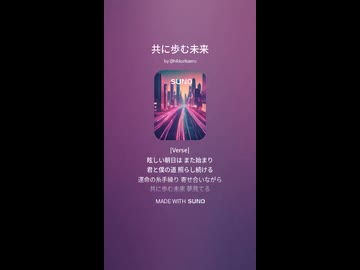 共に歩む未来
SUNO
[Verse]
眩しい朝日は また始まり
君と僕の道 照らし続ける
運命の糸手繰り 寄せ合いながら
共に歩む未来 夢見てる
MADE WITH SUNO